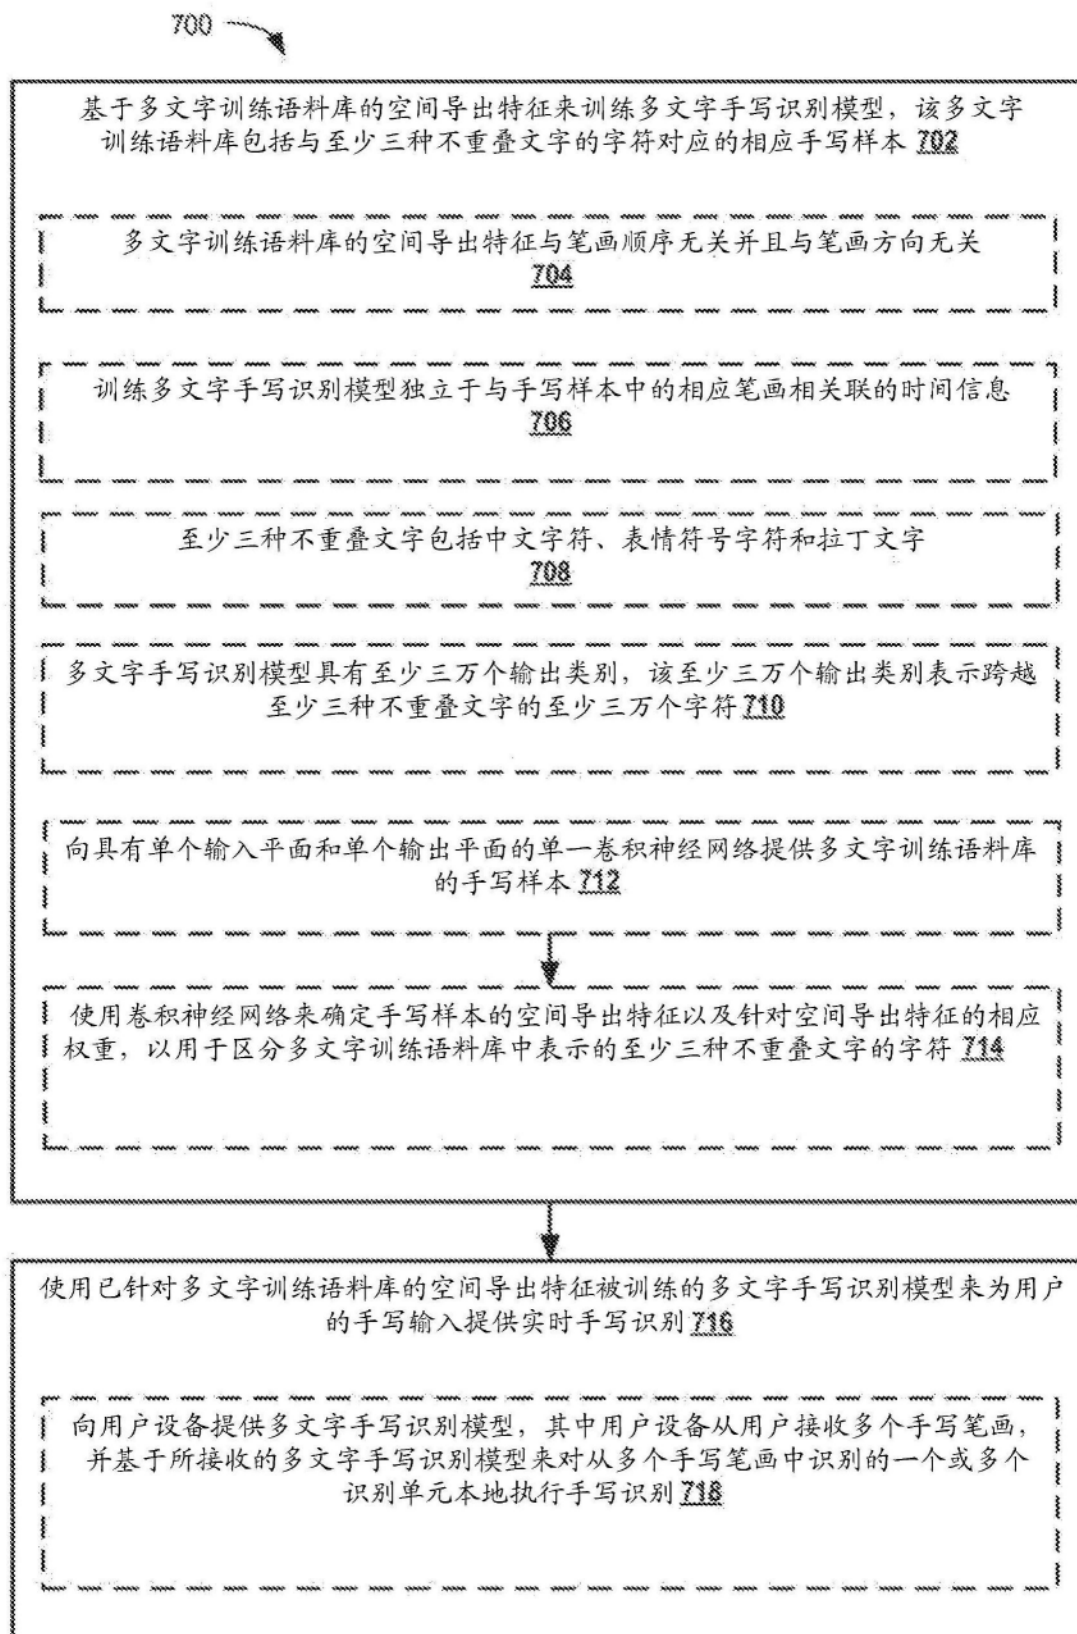 700
基于多文字训练语料库的空间导出特征来训练多文字手写识别模型，该多文字
训练语料库包括与至少三种不重叠文字的字符对应的相应手写样本 702
多文字训练语料库的空间导出特征与笔画顺序无关并且与笔画方向无关
704
训练多文字手写识别模型独立于与手写样本中的相应笔画相关联的时间信息
706
至少三种不重叠文字包括中文字符、表情符号字符和拉丁文字
708
多文字手写识别模型具有至少三万个输出类别，该至少三万个输出类别表示跨越
至少三种不重叠文字的至少三万个字符710
向具有单个输入平面和单个输出平面的单一卷积神经网络提供多文字训练语料库
的手写样本 712
使用卷积神经网络来确定手写样本的空间导出特征以及针对空间导出特征的相应
权重，以用于区分多文字训练语料库中表示的至少三种不重叠文字的字符 714
使用已针对多文字训练语料库的空间导出特征被训练的多文字手写识别模型来为用户
的手写输入提供实时手写识别 716
向用户设备提供多文字手写识别模型，其中用户设备从用户接收多个手写笔画，
并基于所接收的多文字手写识别模型来对从多个手写笔画中识别的一个或多个
识别单元本地执行手写识别 718